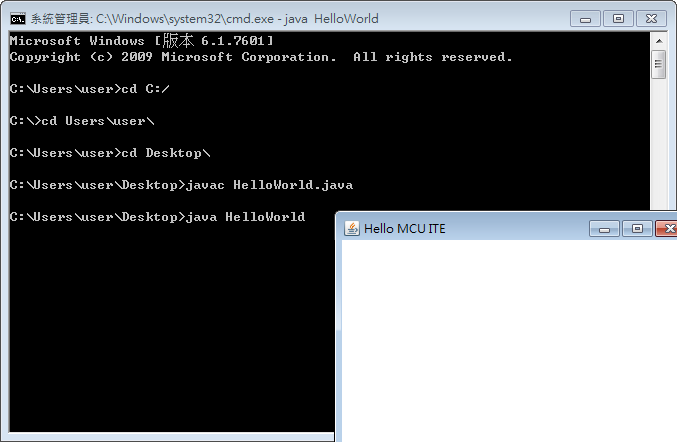 系統管理員: C:\Windows\system32\cmd.exe - java  HelloWorld
Microsoft Windows [版本 6.1.7601]
Copyright (c) 2009 Microsoft Corporation.  All rights reserved.
C:\Users\user>cd C:/
C:\>cd Users\user\
C:\Users\user>cd Desktop\
C:\Users\user\Desktop>javac HelloWorld.java
C:\Users\user\Desktop>java HelloWorld
Hello MCU ITE